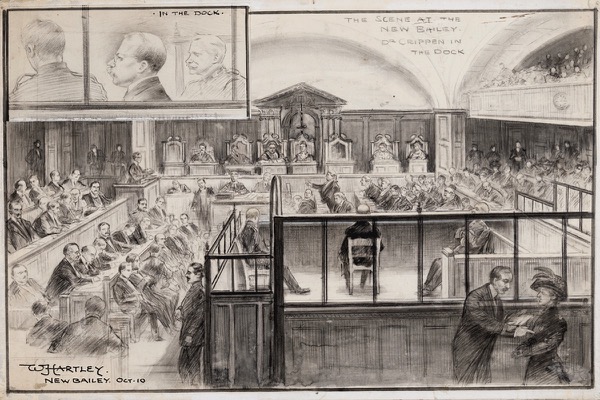 · IN THE DOCK ·
THE SCENE AT THE
NEW BAILEY.
DR CRIPPEN IN
THE DOCK
W HARTLEY.
NEW BAILEY. OCT-10